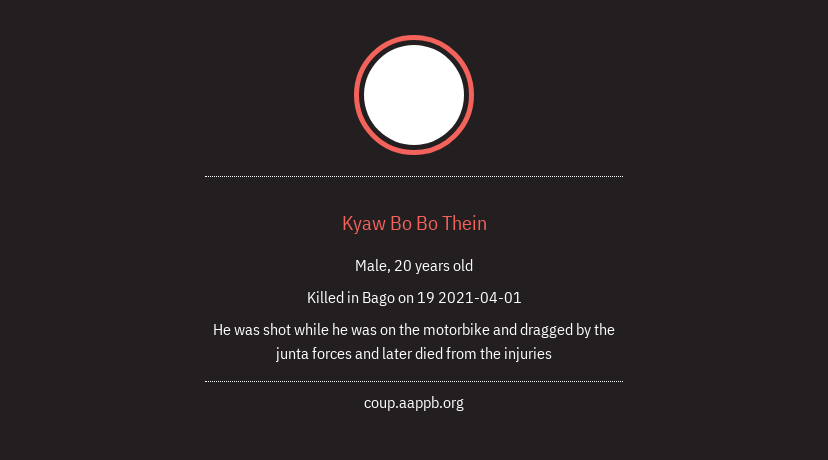 Kyaw Bo Bo Thein
Male, 20 years old
Killed in Bago on 19 2021-04-01
He was shot while he was on the motorbike and dragged by the
junta forces and later died from the injuries
coup.aappb.org